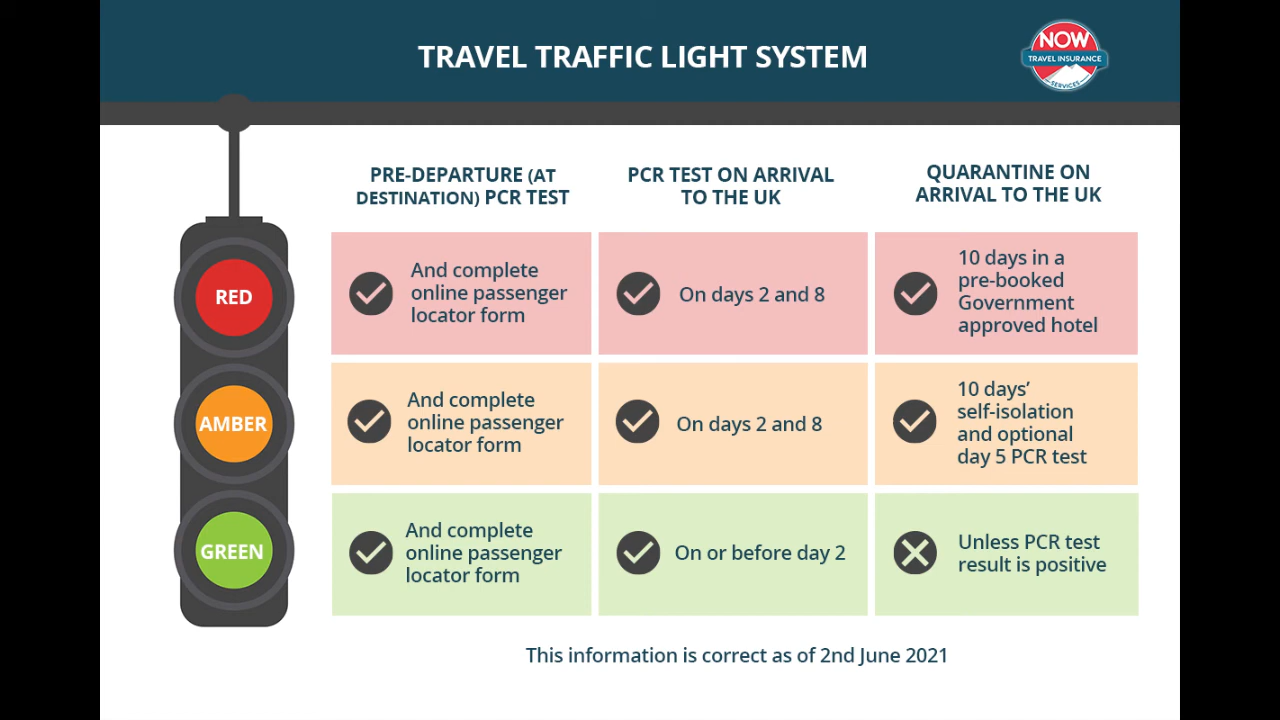 TRAVEL TRAFFIC LIGHT SYSTEM
NOW
TRAVEL INSURANCE
SERVICES
PRE-DEPARTURE (AT
DESTINATION) PCR TEST
PCR TEST ON ARRIVAL
TO THE UK
QUARANTINE ON
ARRIVAL TO THE UK
RED
And complete
online passenger
locator form
On days 2 and 8
10 days in a
pre-booked
Government
approved hotel
AMBER
And complete
online passenger
locator form
On days 2 and 8
10 days’
self-isolation
and optional
day 5 PCR test
GREEN
And complete
online passenger
locator form
On or before day 2
Unless PCR test
result is positive
This information is correct as of 2nd June 2021